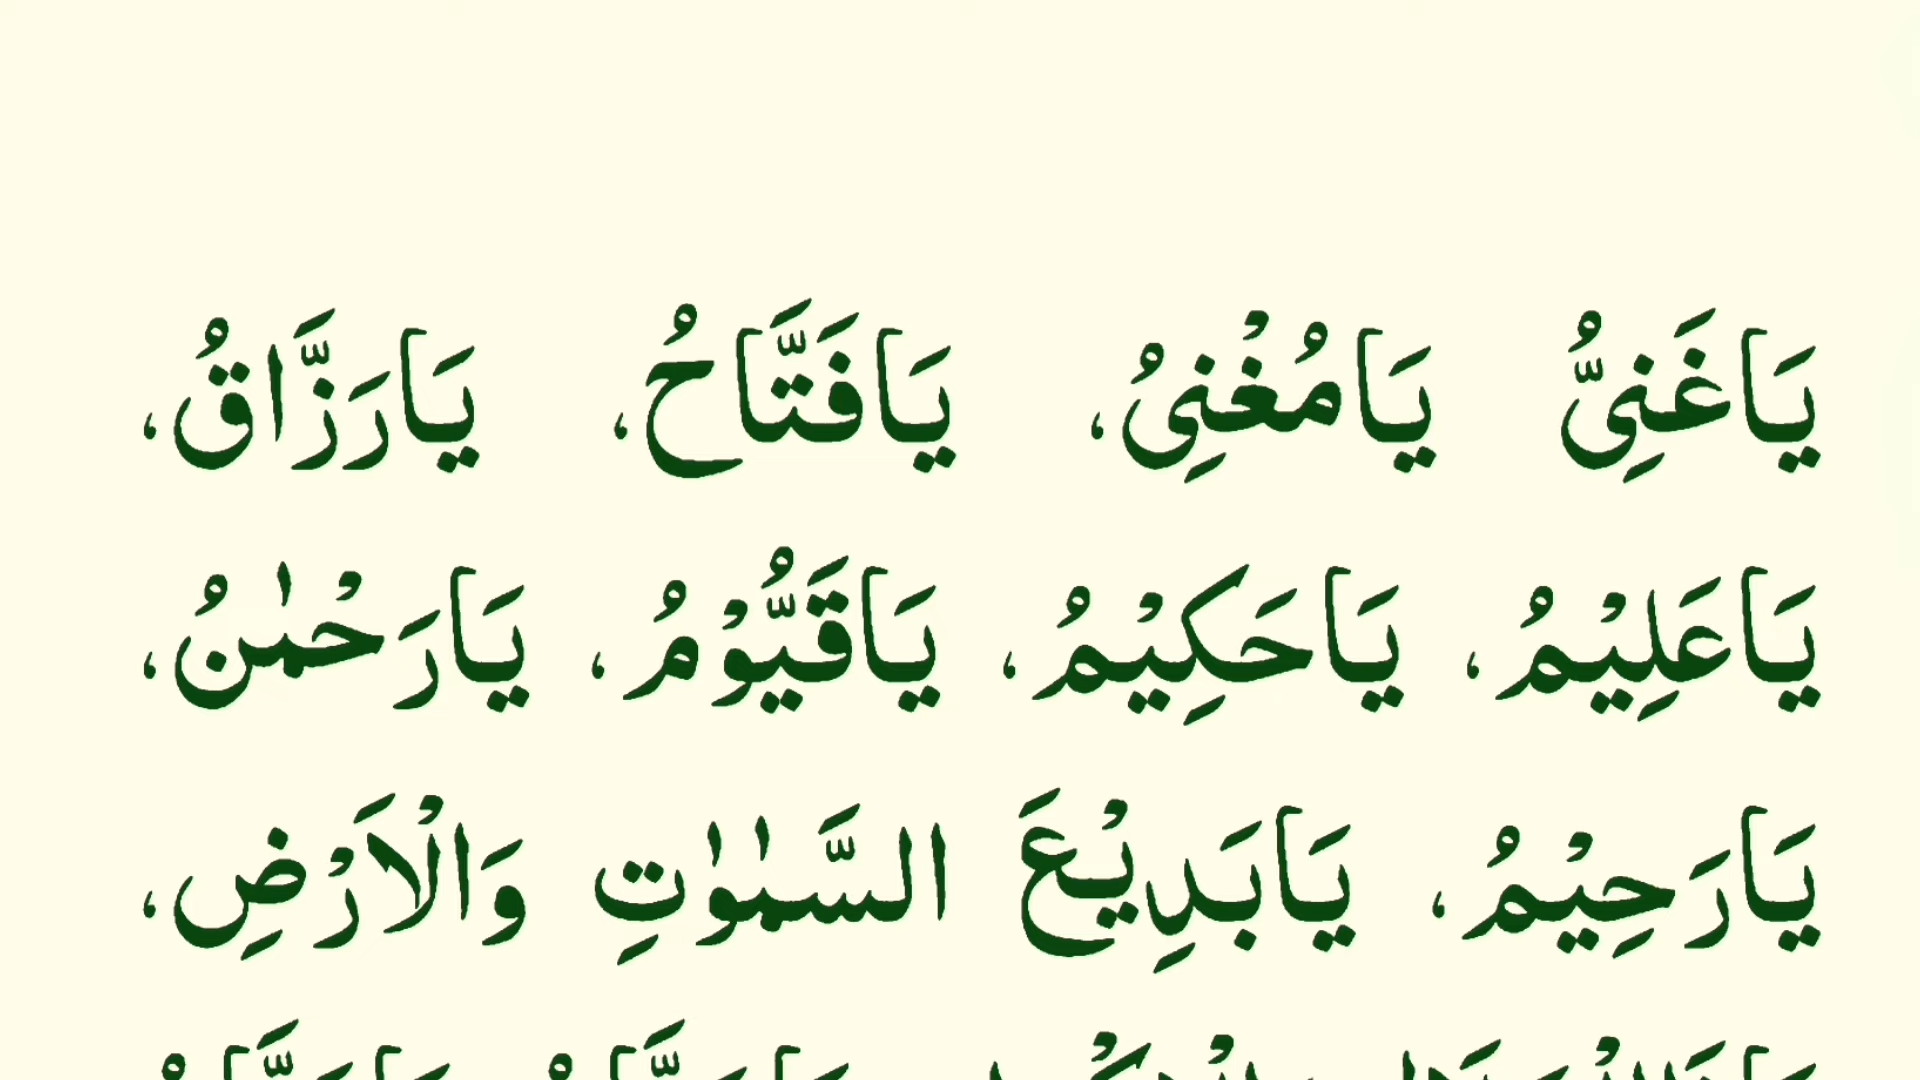 يَاغَنِىُّ يَامُغْنِىُ، يَافَتَّاحُ، يَارَزَّاقُ،
يَاعَلِيْمُ، يَاحَكِيْمُ، يَاقَيُّوْمُ، يَارَحْمٰنُ،
يَارَحِيْمُ، يَابَدِيْعَ السَّمٰوٰتِ وَالْاَرْضِ،